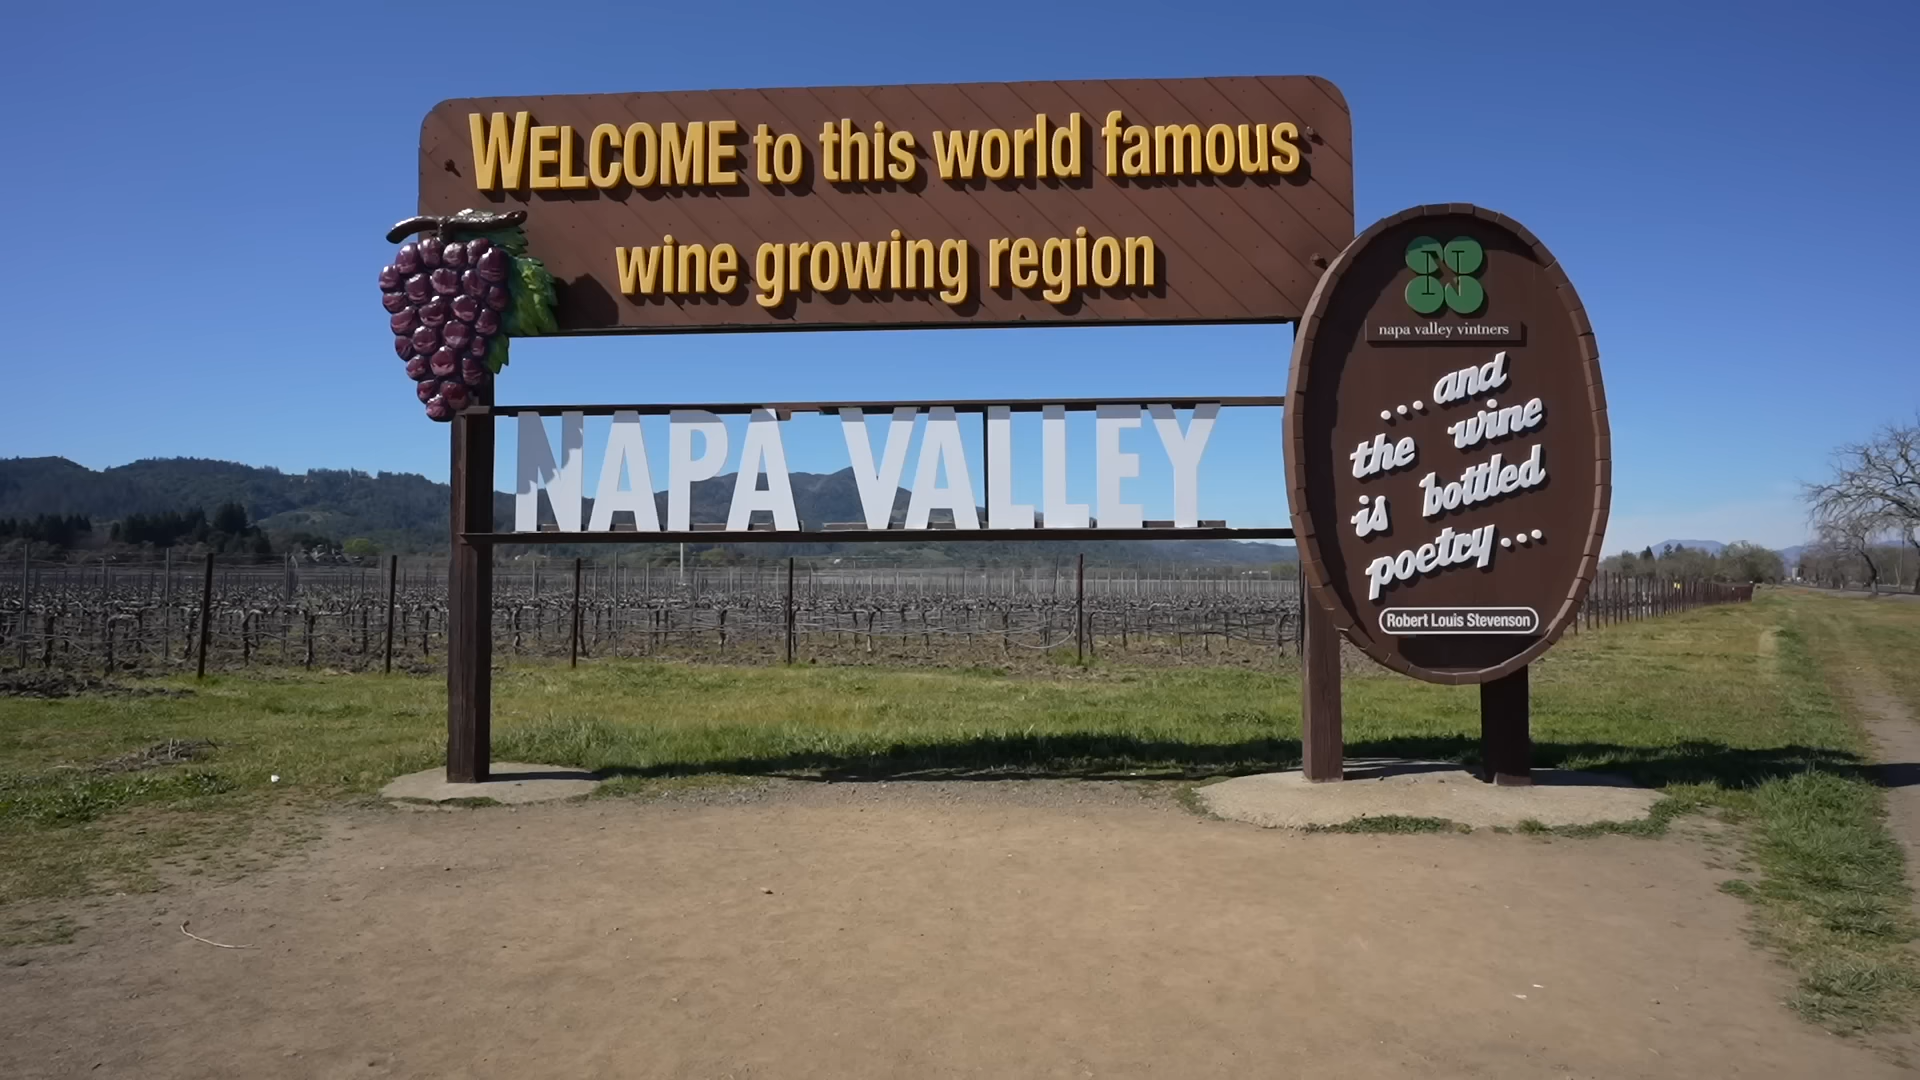 WELCOME to this world famous
wine growing region
NAPA VALLEY
N
napa valley vintners
...and
the wine
is bottled
poetry...
Robert Louis Stevenson